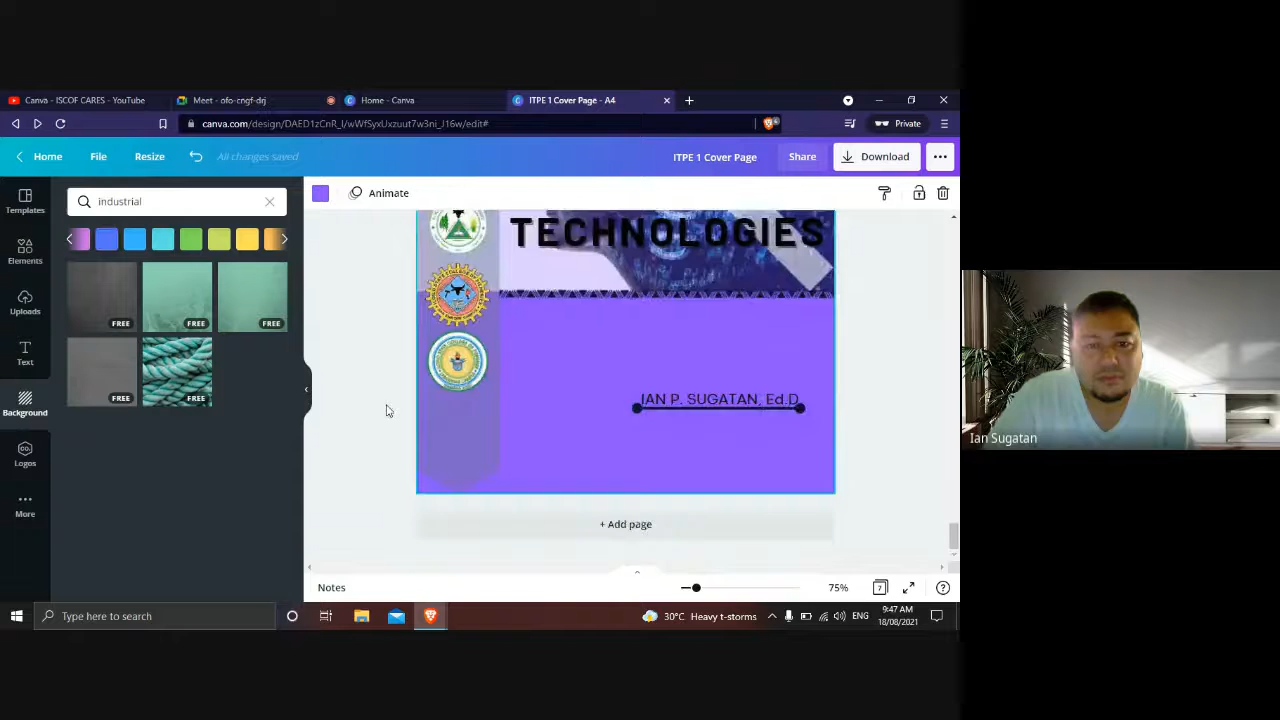 Canva - ISCOF CARES - YouTube
Meet - ofo-cngf-drj
Home - Canva
ITPE 1 Cover Page - A4
canva.com/design/DAED1zCnR_I/wWfSyxUxzuut7w3ni_J16w/edit#
Private
Home
File
Resize
All changes saved
ITPE 1 Cover Page
Share
Download
Templates
Elements
Uploads
Text
Background
Logos
More
industrial
FREE
FREE
FREE
FREE
FREE
Animate
TECHNOLOGIES
IAN P. SUGATAN, Ed.D
+ Add page
Notes
75%
7
Type here to search
30°C Heavy t-storms
ENG
9:47 AM
18/08/2021
Ian Sugatan